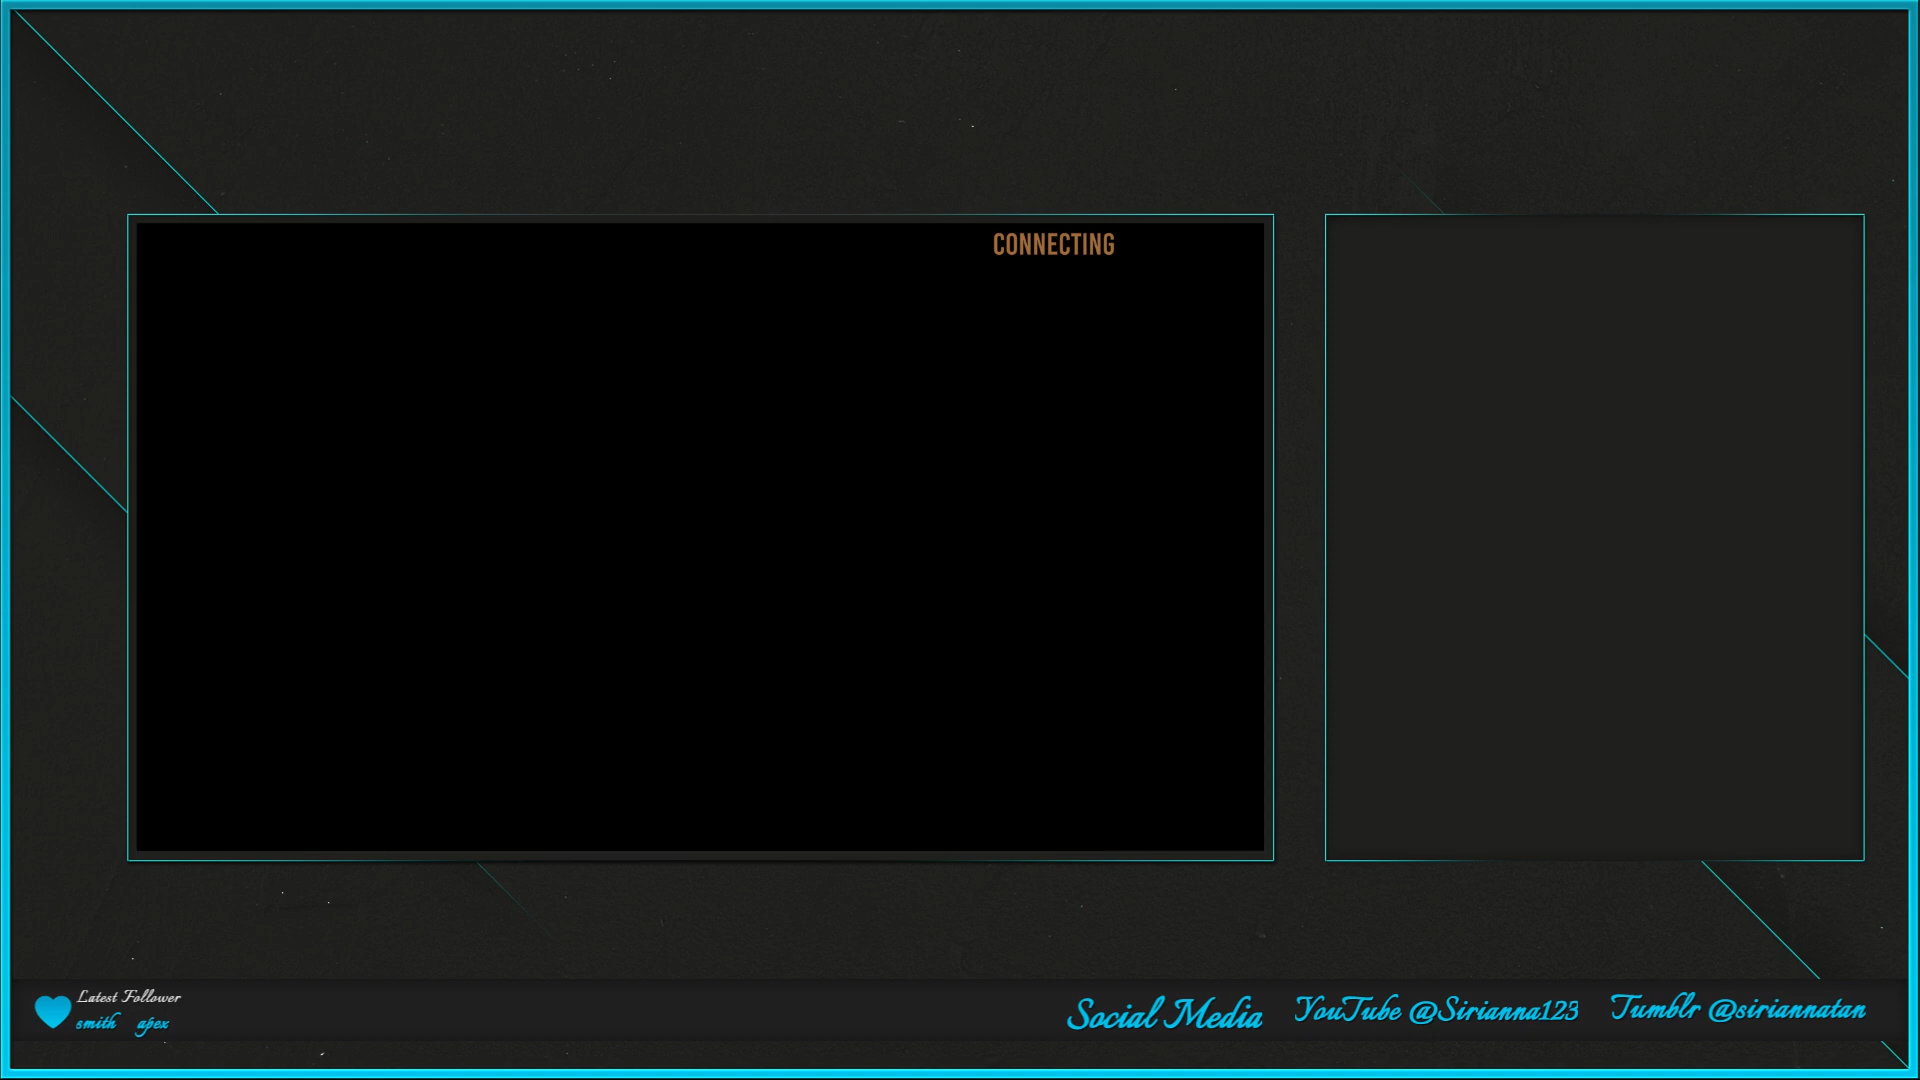 CONNECTING
Latest Follower
smith apex
Social Media YouTube @Sirianna123 Tumblr @siriannatan